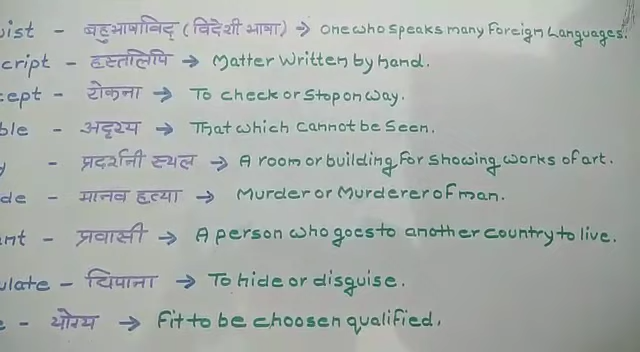 ist - बहुभाषाविद् (विदेशी भाषा) → one who speaks many foreign Languages.
cript - हस्तलिपि → Matter written by hand.
cept - रोकना → To check or stop on way.
ble - अदृश्य → That which cannot be seen.
- प्रदर्शनी स्थल → A room or building for showing works of art.
de - मानव हत्या → Murder or Murderer of man.
nt - प्रवासी → A person who goes to another country to live.
ulate - छिपाना → To hide or disguise.
e - योग्य → Fit to be choosen qualified.